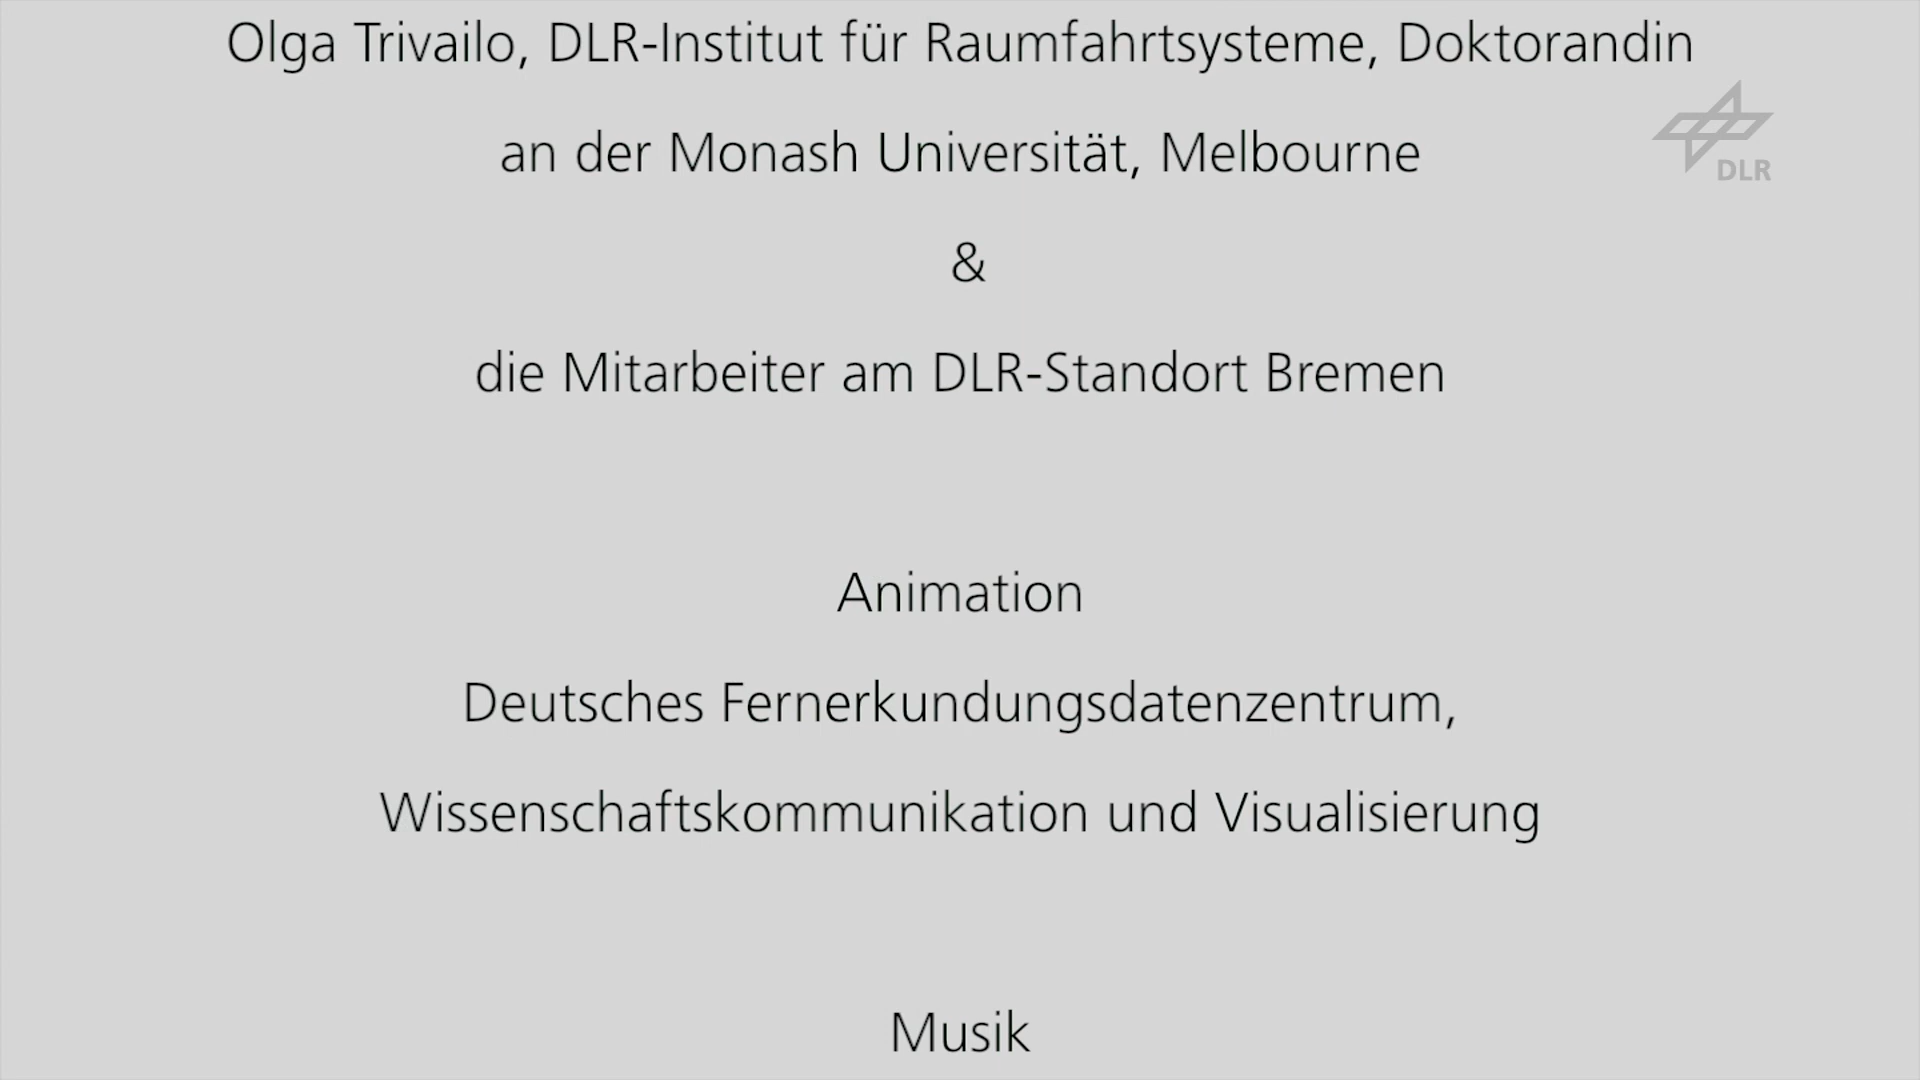 Olga Trivailo, DLR-Institut für Raumfahrtsysteme, Doktorandin
an der Monash Universität, Melbourne
DLR
&
die Mitarbeiter am DLR-Standort Bremen
Animation
Deutsches Fernerkundungsdatenzentrum,
Wissenschaftskommunikation und Visualisierung
Musik